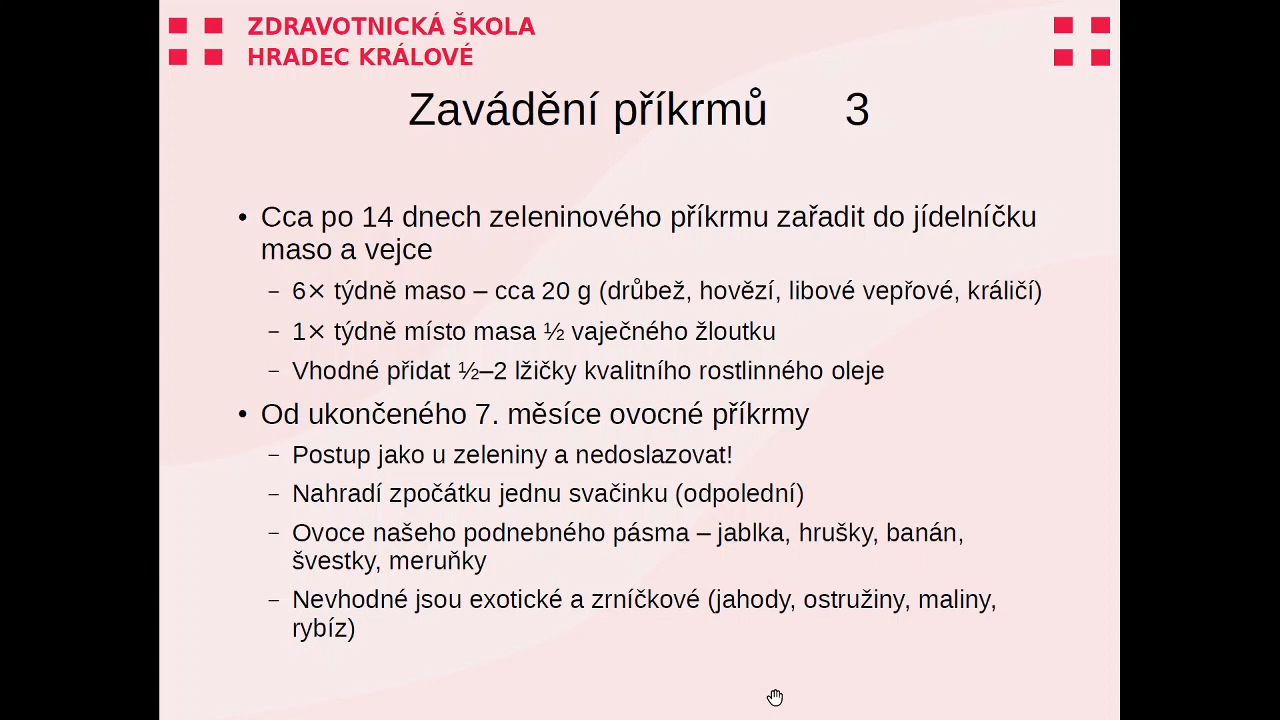 ZDRAVOTNICKÁ ŠKOLA
HRADEC KRÁLOVÉ
Zavádění příkrmů 3
• Cca po 14 dnech zeleninového příkrmu zařadit do jídelníčku
maso a vejce
– 6× týdně maso – cca 20 g (drůbež, hovězí, libové vepřové, králičí)
– 1× týdně místo masa ½ vaječného žloutku
– Vhodné přidat ½–2 lžičky kvalitního rostlinného oleje
• Od ukončeného 7. měsíce ovocné příkrmy
– Postup jako u zeleniny a nedoslazovat!
– Nahradí zpočátku jednu svačinku (odpolední)
– Ovoce našeho podnebného pásma – jablka, hrušky, banán,
švestky, meruňky
– Nevhodné jsou exotické a zrníčkové (jahody, ostružiny, maliny,
rybíz)